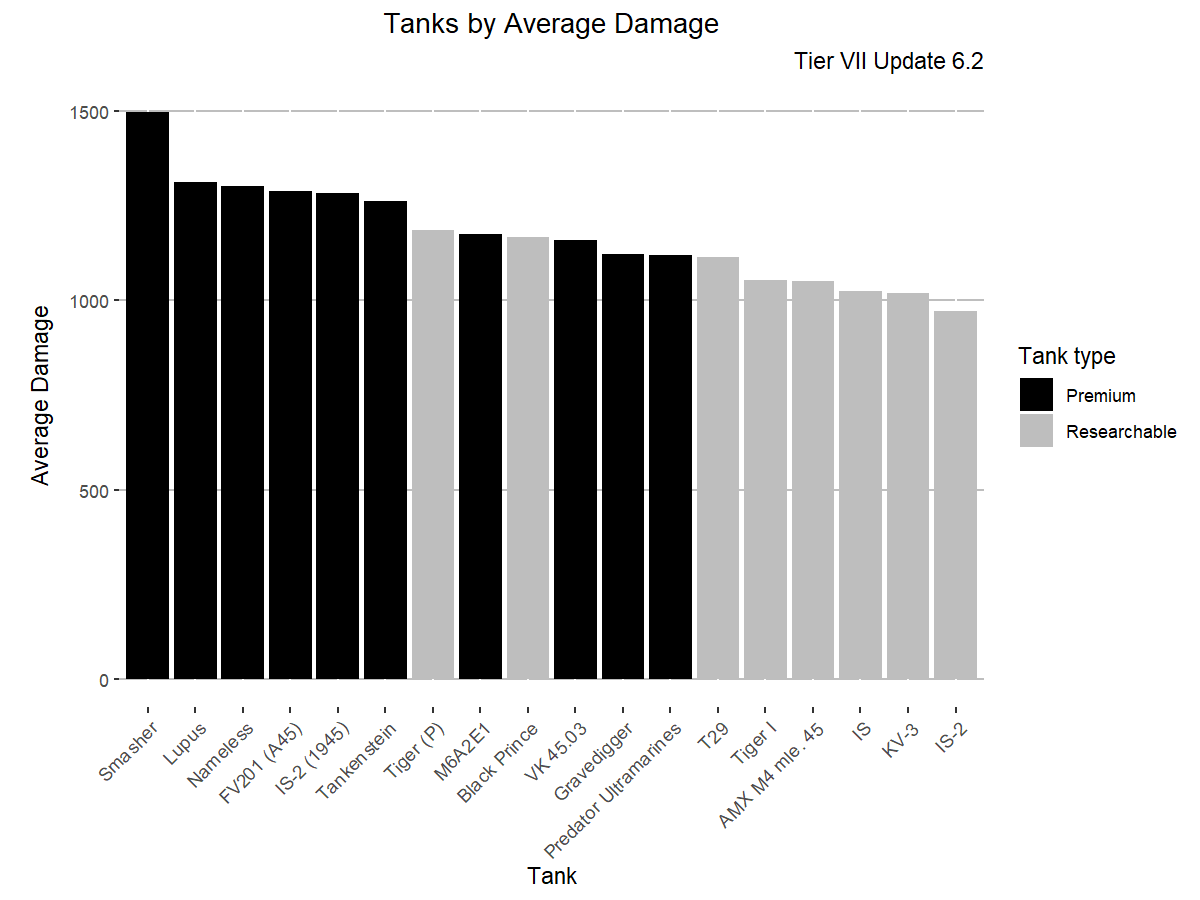 Tanks by Average Damage
Tier VII Update 6.2
Average Damage
1500
1000
500
0
Smasher
Lupus
Nameless
FV201 (A45)
IS-2 (1945)
Tankenstein
Tiger (P)
M6A2E1
Black Prince
VK 45.03
Gravedigger
Predator Ultramarines
T29
Tiger I
AMX M4 mle. 45
IS
KV-3
IS-2
Tank
Tank type
Premium
Researchable